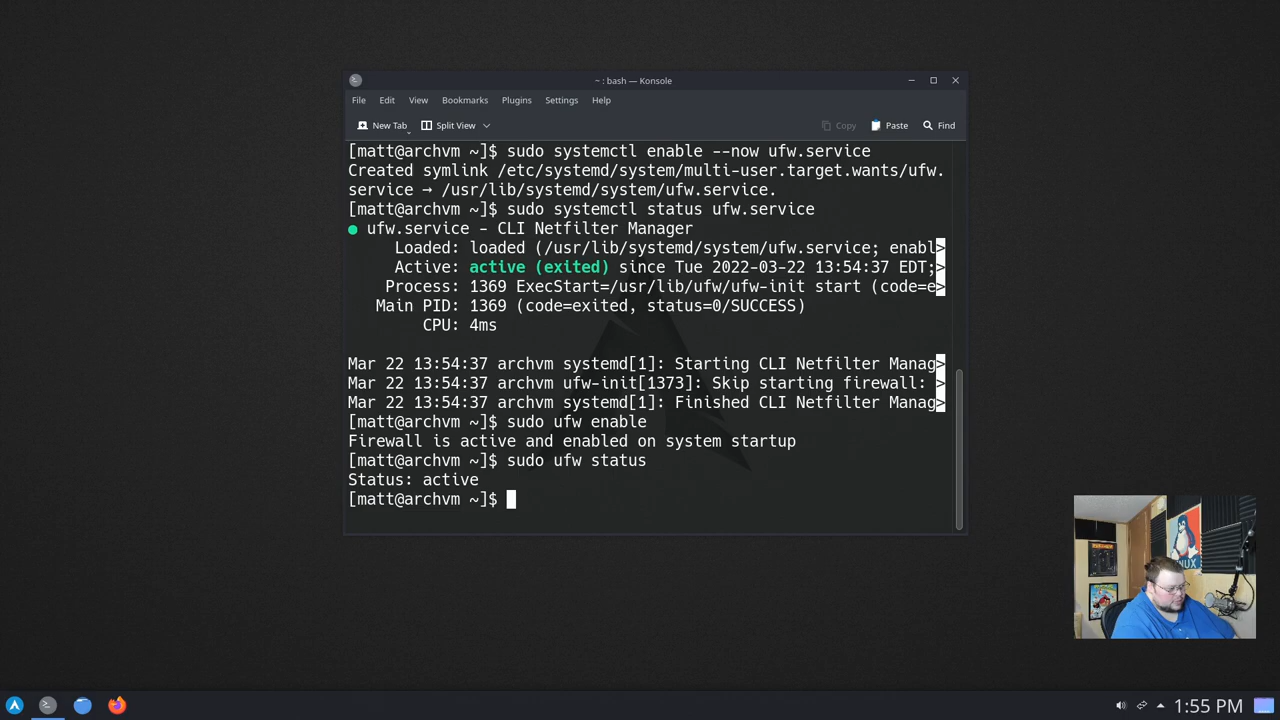 ~ : bash — Konsole
File Edit View Bookmarks Plugins Settings Help
New Tab Split View Copy Paste Find
[matt@archvm ~]$ sudo systemctl enable --now ufw.service
Created symlink /etc/systemd/system/multi-user.target.wants/ufw.
service → /usr/lib/systemd/system/ufw.service.
[matt@archvm ~]$ sudo systemctl status ufw.service
● ufw.service - CLI Netfilter Manager
Loaded: loaded (/usr/lib/systemd/system/ufw.service; enabl>
Active: active (exited) since Tue 2022-03-22 13:54:37 EDT;>
Process: 1369 ExecStart=/usr/lib/ufw/ufw-init start (code=e>
Main PID: 1369 (code=exited, status=0/SUCCESS)
CPU: 4ms
Mar 22 13:54:37 archvm systemd[1]: Starting CLI Netfilter Manag>
Mar 22 13:54:37 archvm ufw-init[1373]: Skip starting firewall: >
Mar 22 13:54:37 archvm systemd[1]: Finished CLI Netfilter Manag>
[matt@archvm ~]$ sudo ufw enable
Firewall is active and enabled on system startup
[matt@archvm ~]$ sudo ufw status
Status: active
[matt@archvm ~]$
1:55 PM